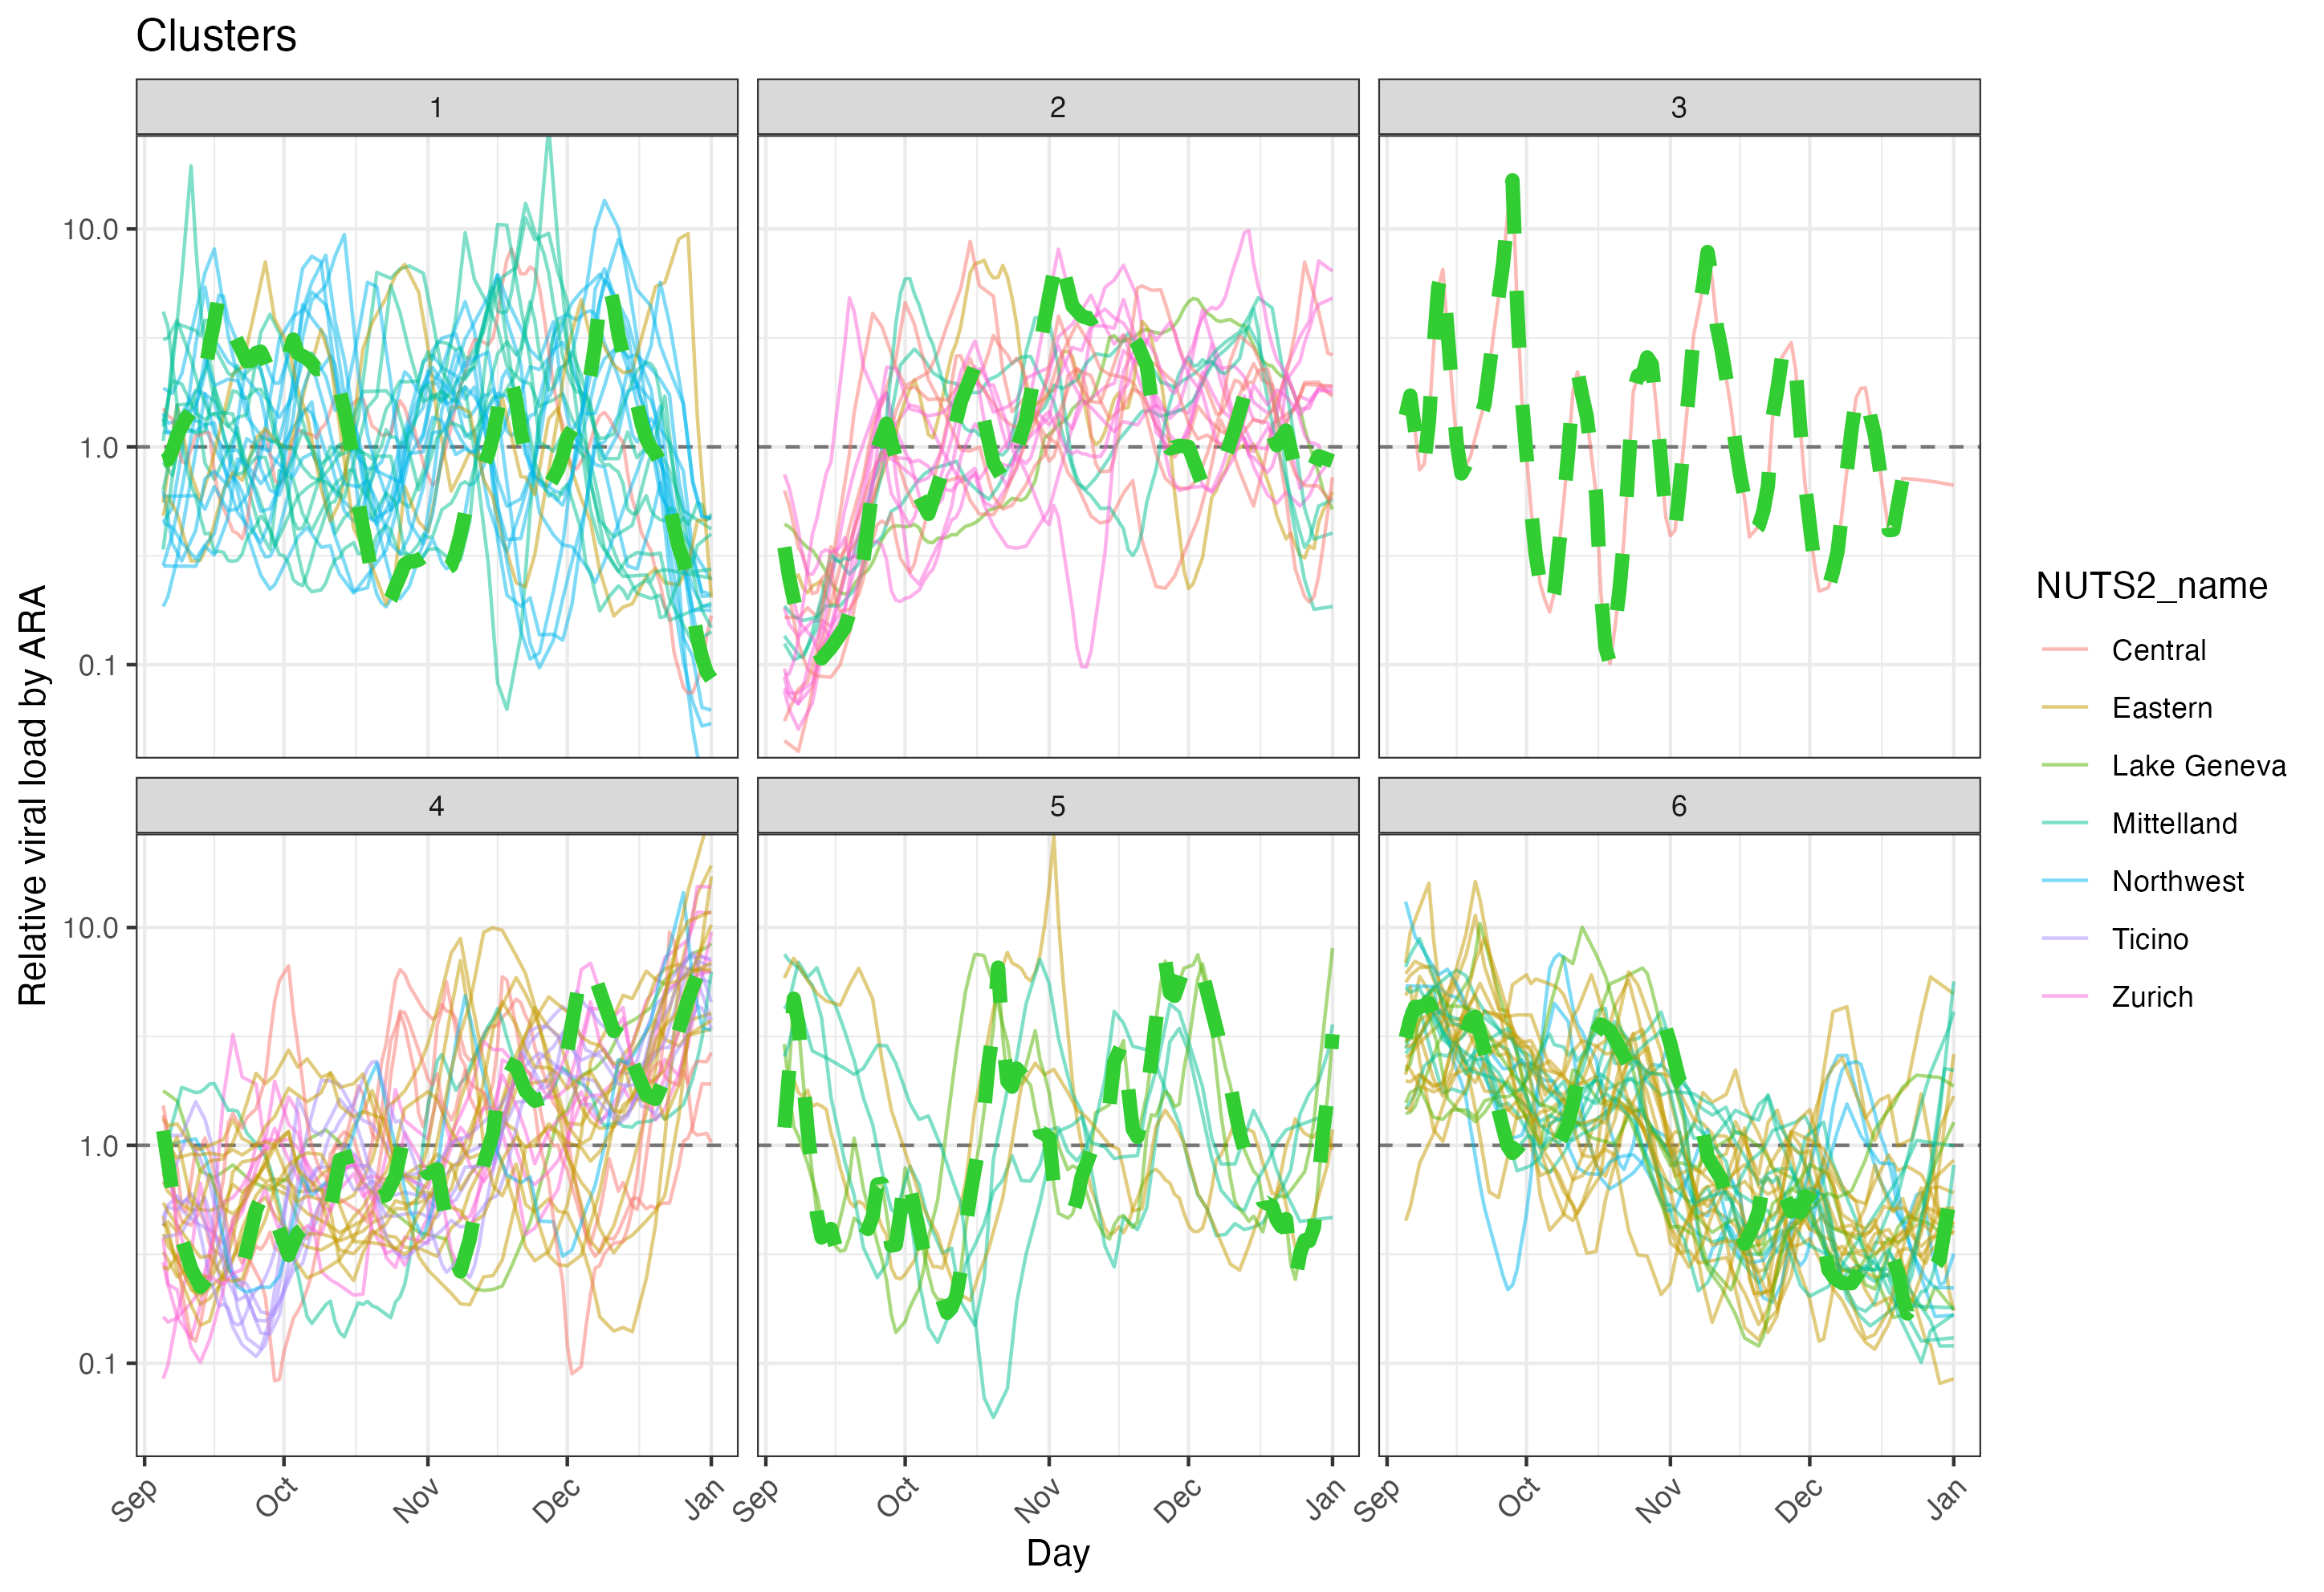 Clusters
1
2
3
10.0
1.0
0.1
4
5
6
10.0
1.0
0.1
Relative viral load by ARA
Sep
Oct
Nov
Dec
Jan
Sep
Oct
Nov
Dec
Jan
Sep
Oct
Nov
Dec
Jan
Day
NUTS2_name
Central
Eastern
Lake Geneva
Mittelland
Northwest
Ticino
Zurich